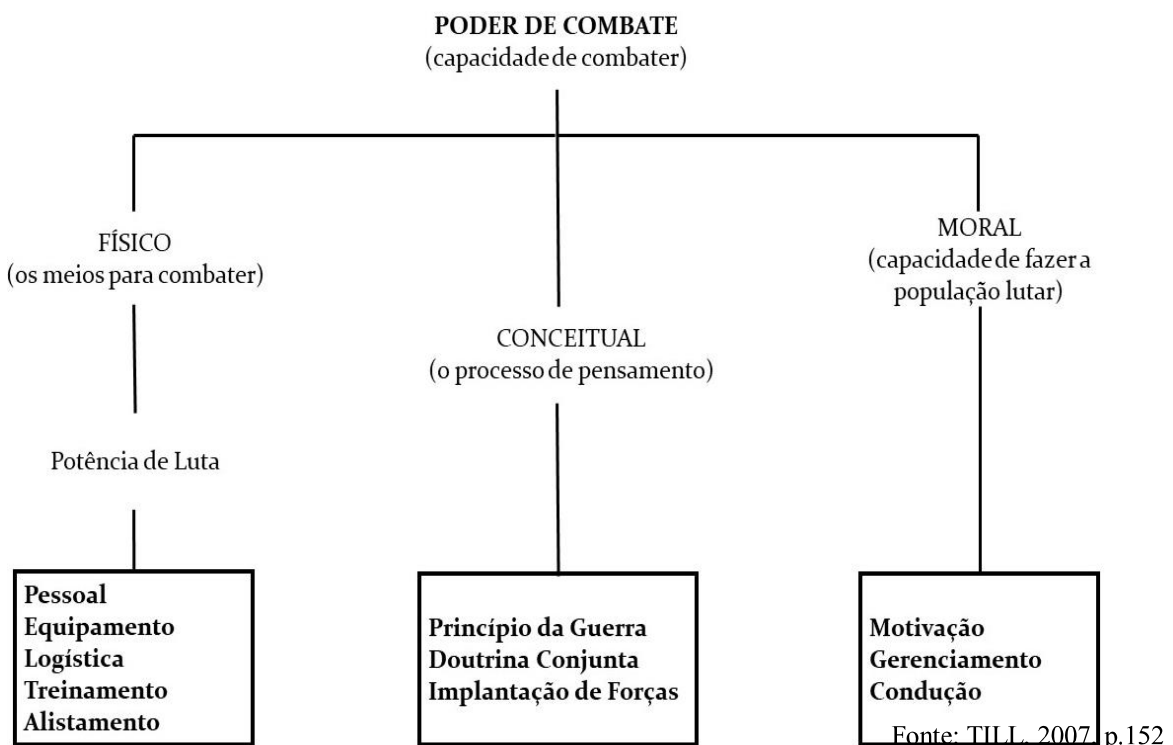 PODER DE COMBATE
(capacidade de combater)
FÍSICO
(os meios para combater)
Potência de Luta
Pessoal
Equipamento
Logística
Treinamento
Alistamento
CONCEITUAL
(o processo de pensamento)
Princípio da Guerra
Doutrina Conjunta
Implantação de Forças
MORAL
(capacidade de fazer a
população lutar)
Motivação
Gerenciamento
Condução
Fonte: TILL, 2007, p.152